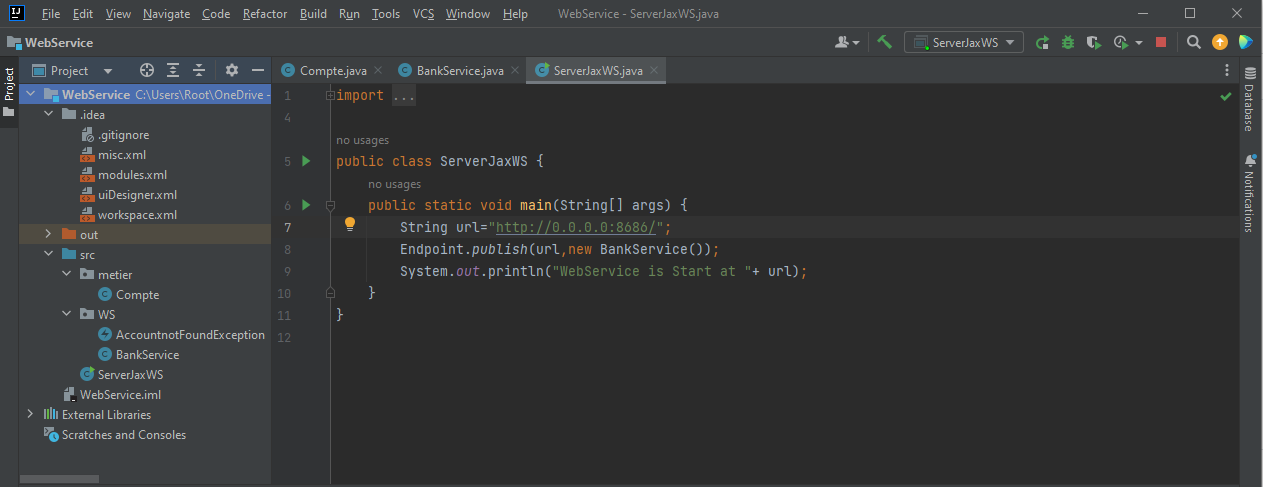 File Edit View Navigate Code Refactor Build Run Tools VCS Window Help WebService - ServerJaxWS.java
WebService
ServerJaxWS
Project
Project
Compte.java
BankService.java
ServerJaxWS.java
WebService C:\Users\Root\OneDrive -
.idea
.gitignore
misc.xml
modules.xml
uiDesigner.xml
workspace.xml
out
src
metier
Compte
WS
AccountnotFoundException
BankService
ServerJaxWS
WebService.iml
External Libraries
Scratches and Consoles
1 import ...
4
no usages
5 public class ServerJaxWS {
no usages
6 public static void main(String[] args) {
7 String url="http://0.0.0.0:8686/";
8 Endpoint.publish(url,new BankService());
9 System.out.println("WebService is Start at "+ url);
10 }
11 }
12
Database
Notifications